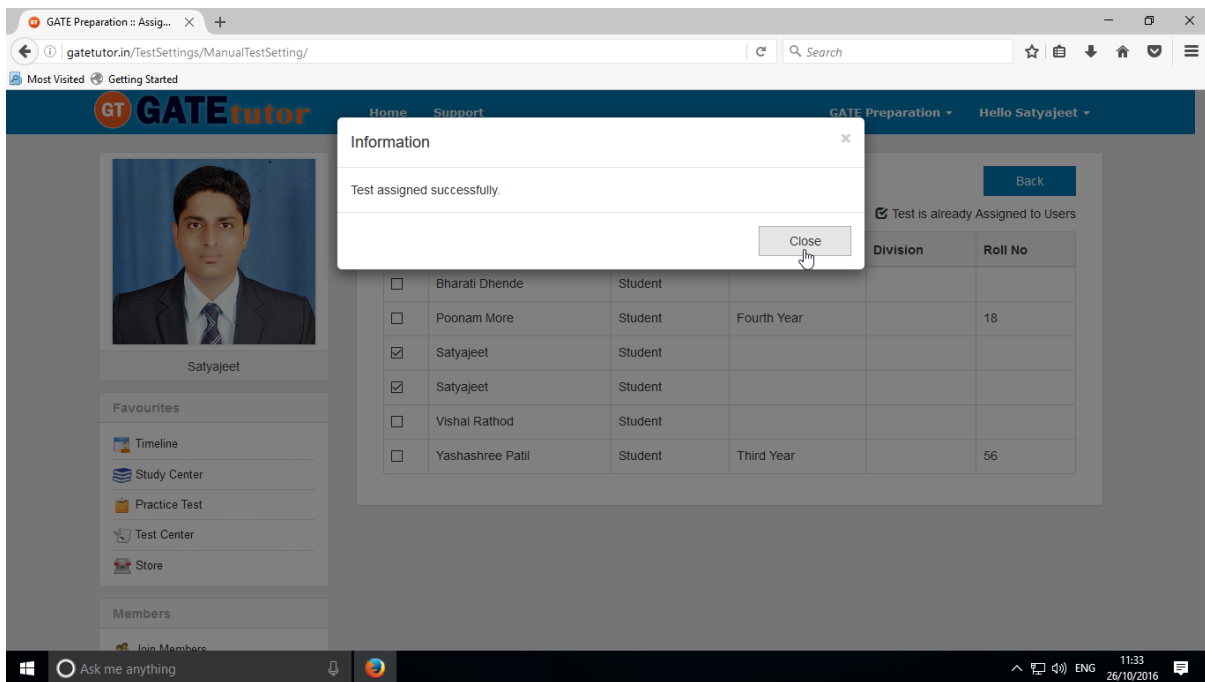 GATE Preparation :: Assig...
gatetutor.in/TestSettings/ManualTestSetting/
Search
Most Visited Getting Started
GT GATEtutor Home Support GATE Preparation Hello Satyajeet
Information
Test assigned successfully.
Close
Back
Test is already Assigned to Users
Division Roll No
Bharati Dhende Student
Poonam More Student Fourth Year 18
Satyajeet Student
Satyajeet Student
Vishal Rathod Student
Yashashree Patil Student Third Year 56
Satyajeet
Favourites
Timeline
Study Center
Practice Test
Test Center
Store
Members
Join Members
Ask me anything
ENG
11:33
26/10/2016